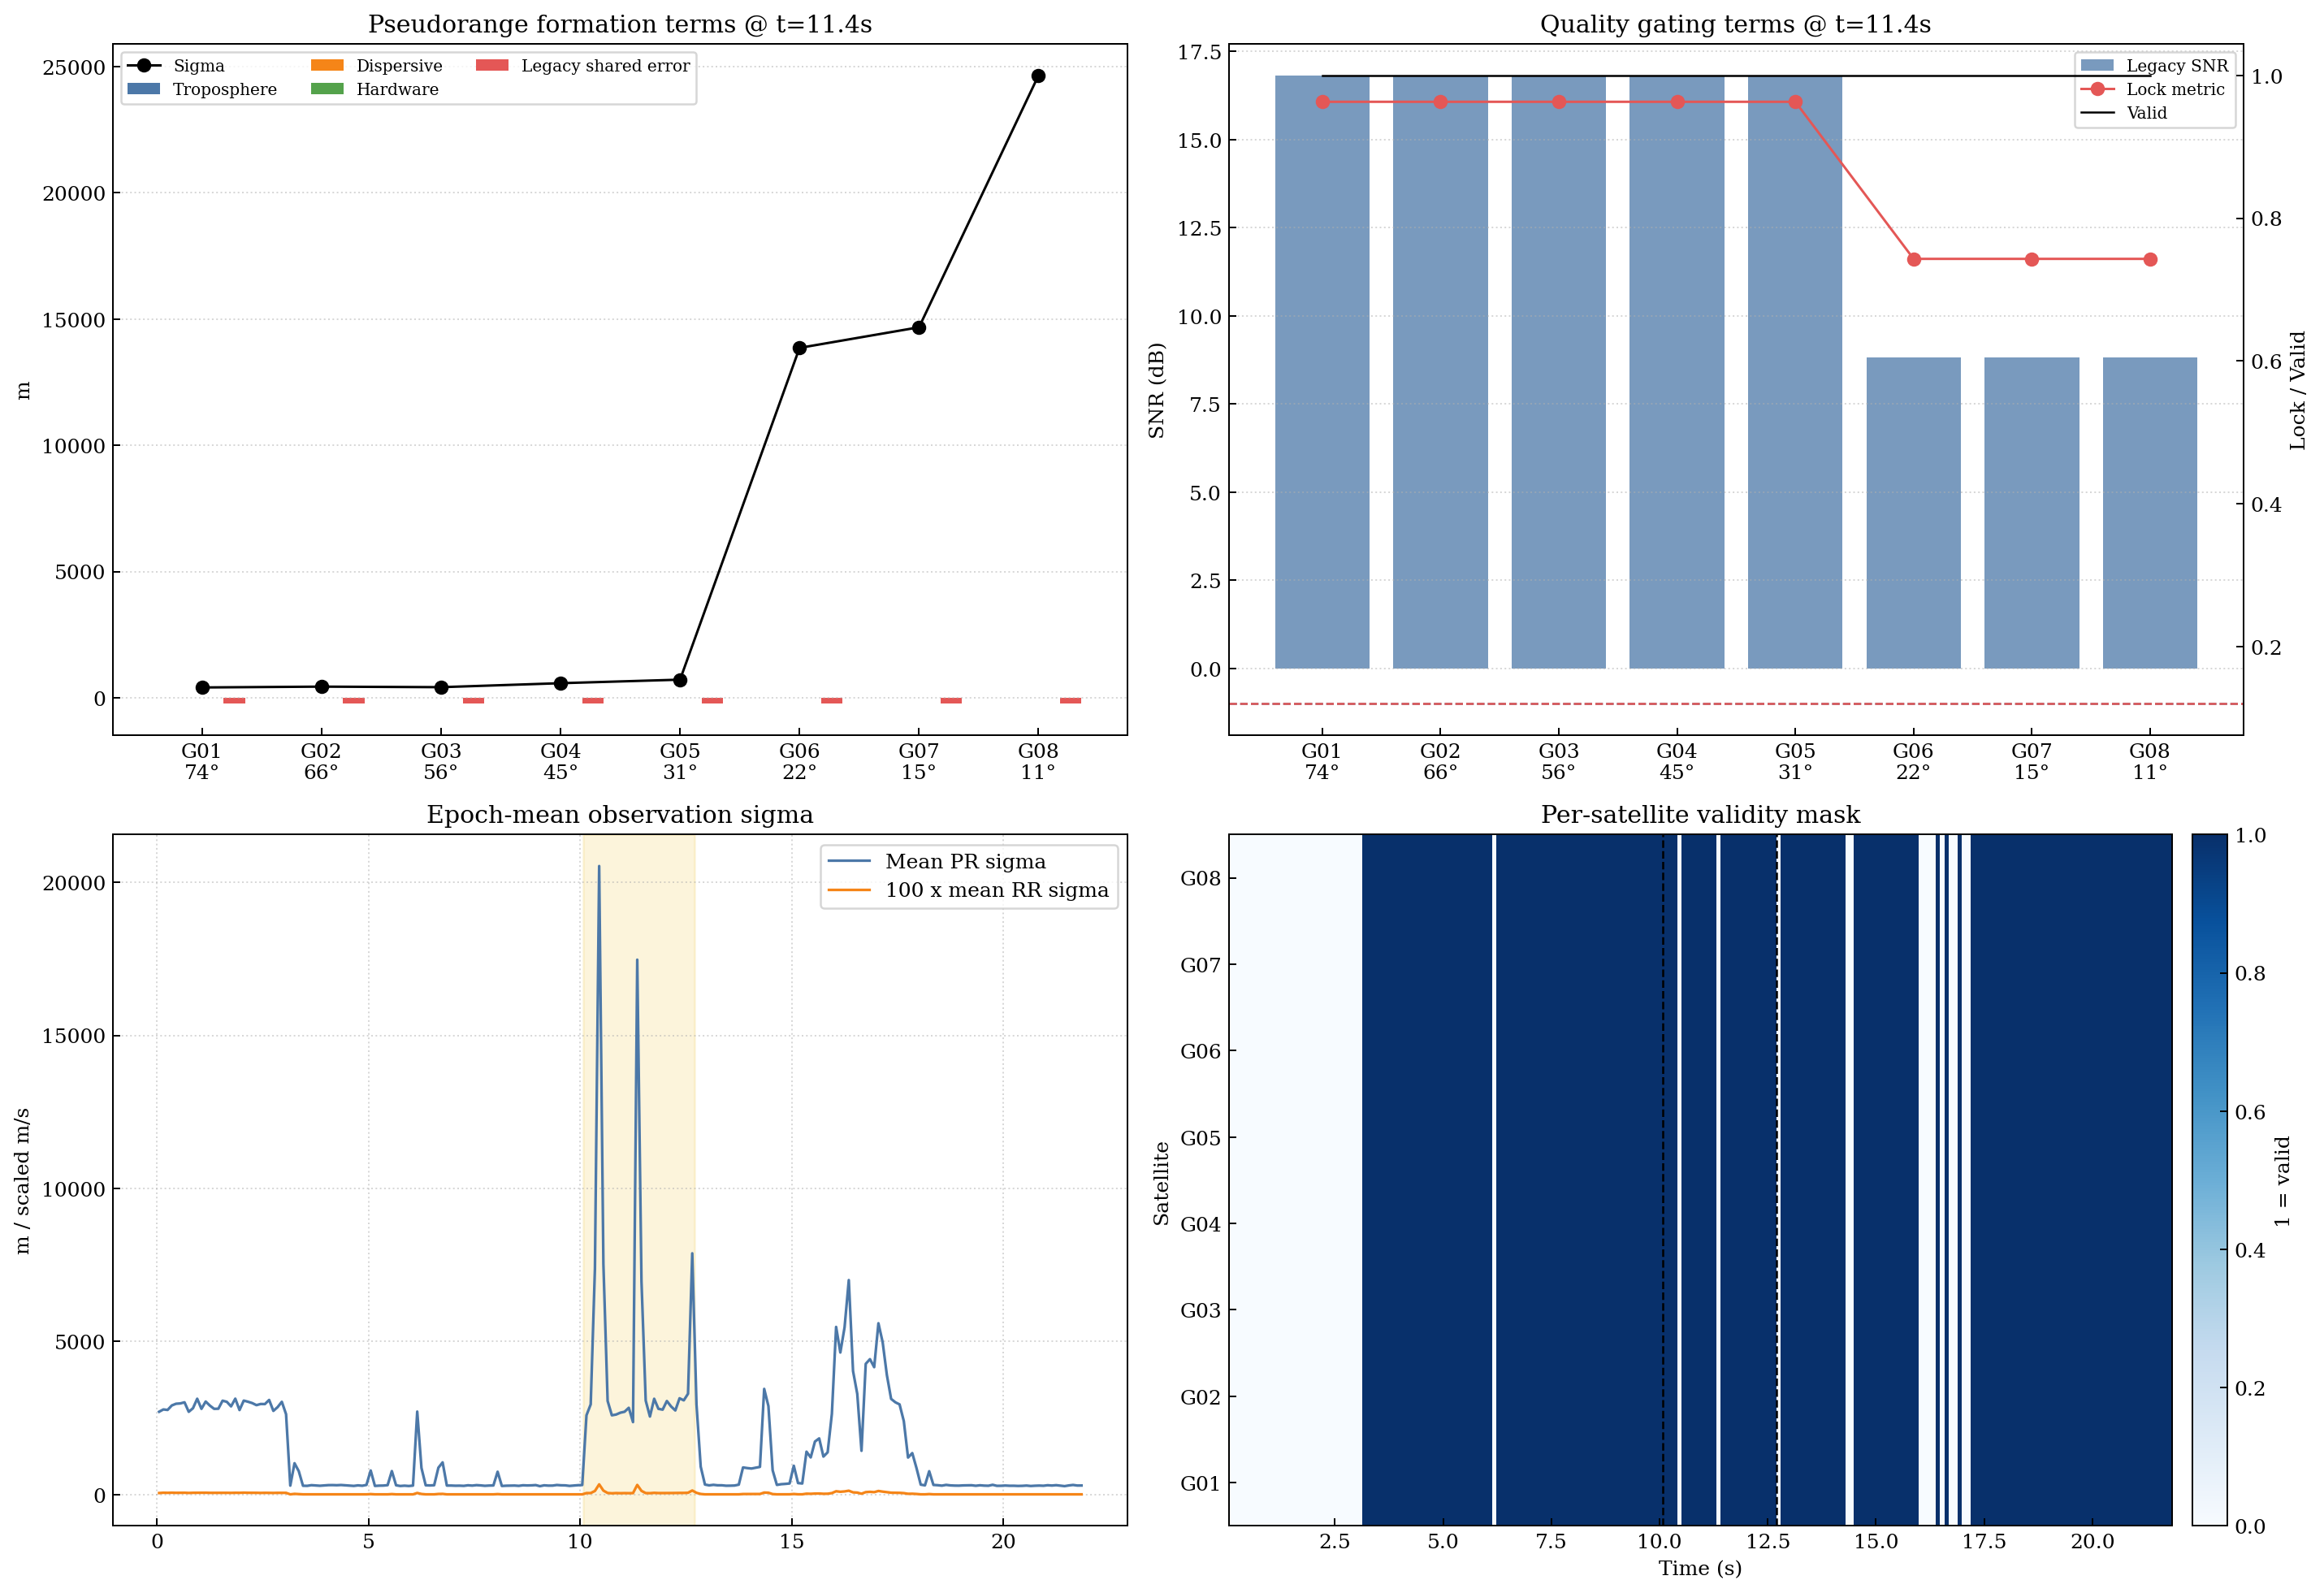 Pseudorange formation terms @ t=11.4s
Sigma
Troposphere
Dispersive
Hardware
Legacy shared error
25000
20000
15000
10000
5000
0
m
G01 G02 G03 G04 G05 G06 G07 G08
74° 66° 56° 45° 31° 22° 15° 11°
Quality gating terms @ t=11.4s
Legacy SNR
Lock metric
Valid
17.5
15.0
12.5
10.0
7.5
5.0
2.5
0.0
SNR (dB)
1.0
0.8
0.6
0.4
0.2
Lock / Valid
G01 G02 G03 G04 G05 G06 G07 G08
74° 66° 56° 45° 31° 22° 15° 11°
Epoch-mean observation sigma
Mean PR sigma
100 x mean RR sigma
20000
15000
10000
5000
0
m / scaled m/s
0 5 10 15 20
Per-satellite validity mask
G08
G07
G06
G05
G04
G03
G02
G01
Satellite
2.5 5.0 7.5 10.0 12.5 15.0 17.5 20.0
Time (s)
1.0
0.8
0.6
0.4
0.2
0.0
1 = valid